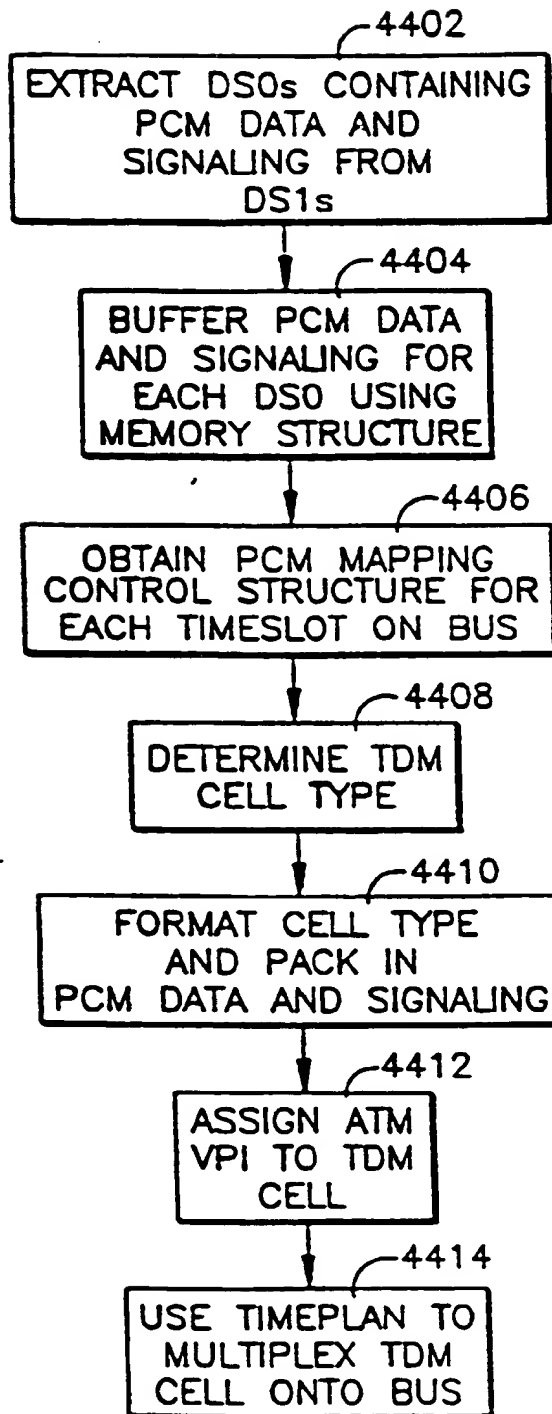 4402
EXTRACT DS0s CONTAINING
PCM DATA AND
SIGNALING FROM
DS1s
4404
BUFFER PCM DATA
AND SIGNALING FOR
EACH DS0 USING
MEMORY STRUCTURE
4406
OBTAIN PCM MAPPING
CONTROL STRUCTURE FOR
EACH TIMESLOT ON BUS
4408
DETERMINE TDM
CELL TYPE
4410
FORMAT CELL TYPE
AND PACK IN
PCM DATA AND SIGNALING
4412
ASSIGN ATM
VPI TO TDM
CELL
4414
USE TIMEPLAN TO
MULTIPLEX TDM
CELL ONTO BUS